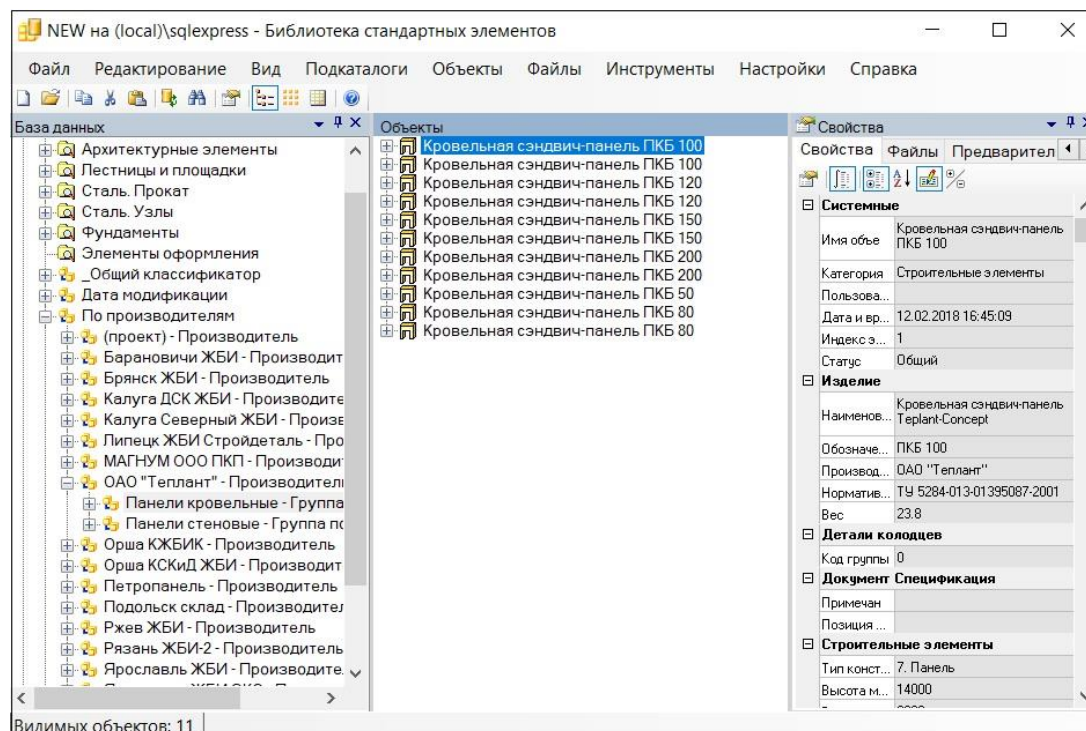 NEW на (local)\sqlexpress - Библиотека стандартных элементов
Файл Редактирование Вид Подкаталоги Объекты Файлы Инструменты Настройки Справка
База данных
Архитектурные элементы
Лестницы и площадки
Сталь. Прокат
Сталь. Узлы
Фундаменты
Элементы оформления
_Общий классификатор
Дата модификации
По производителям
(проект) - Производитель
Барановичи ЖБИ - Производит
Брянск ЖБИ - Производитель
Калуга ДСК ЖБИ - Производите
Калуга Северный ЖБИ - Произв
Липецк ЖБИ Стройдеталь - Про
МАГНУМ ООО ПКП - Производи
ОАО "Теплант" - Производител
Панели кровельные - Группа
Панели стеновые - Группа по
Орша КЖБИК - Производитель
Орша КСКиД ЖБИ - Производит
Петропанель - Производитель
Подольск склад - Производител
Ржев ЖБИ - Производитель
Рязань ЖБИ-2 - Производитель
Ярославль ЖБИ - Производите
Объекты
Кровельная сэндвич-панель ПКБ 100
Кровельная сэндвич-панель ПКБ 100
Кровельная сэндвич-панель ПКБ 120
Кровельная сэндвич-панель ПКБ 120
Кровельная сэндвич-панель ПКБ 150
Кровельная сэндвич-панель ПКБ 150
Кровельная сэндвич-панель ПКБ 200
Кровельная сэндвич-панель ПКБ 200
Кровельная сэндвич-панель ПКБ 50
Кровельная сэндвич-панель ПКБ 80
Кровельная сэндвич-панель ПКБ 80
Свойства
Свойства Файлы Предварител
Системные
Имя объе Кровельная сэндвич-панель
ПКБ 100
Категория Строительные элементы
Пользова...
Дата и вр... 12.02.2018 16:45:09
Индекс э... 1
Статус Общий
Изделие
Наименов... Кровельная сэндвич-панель
Teplant-Concept
Обозначе... ПКБ 100
Производ... ОАО "Теплант"
Норматив... ТУ 5284-013-01395087-2001
Вес 23.8
Детали колодцев
Код группы 0
Документ Спецификация
Примечан
Позиция ...
Строительные элементы
Тип конст... 7. Панель
Высота м... 14000
Видимых объектов: 11